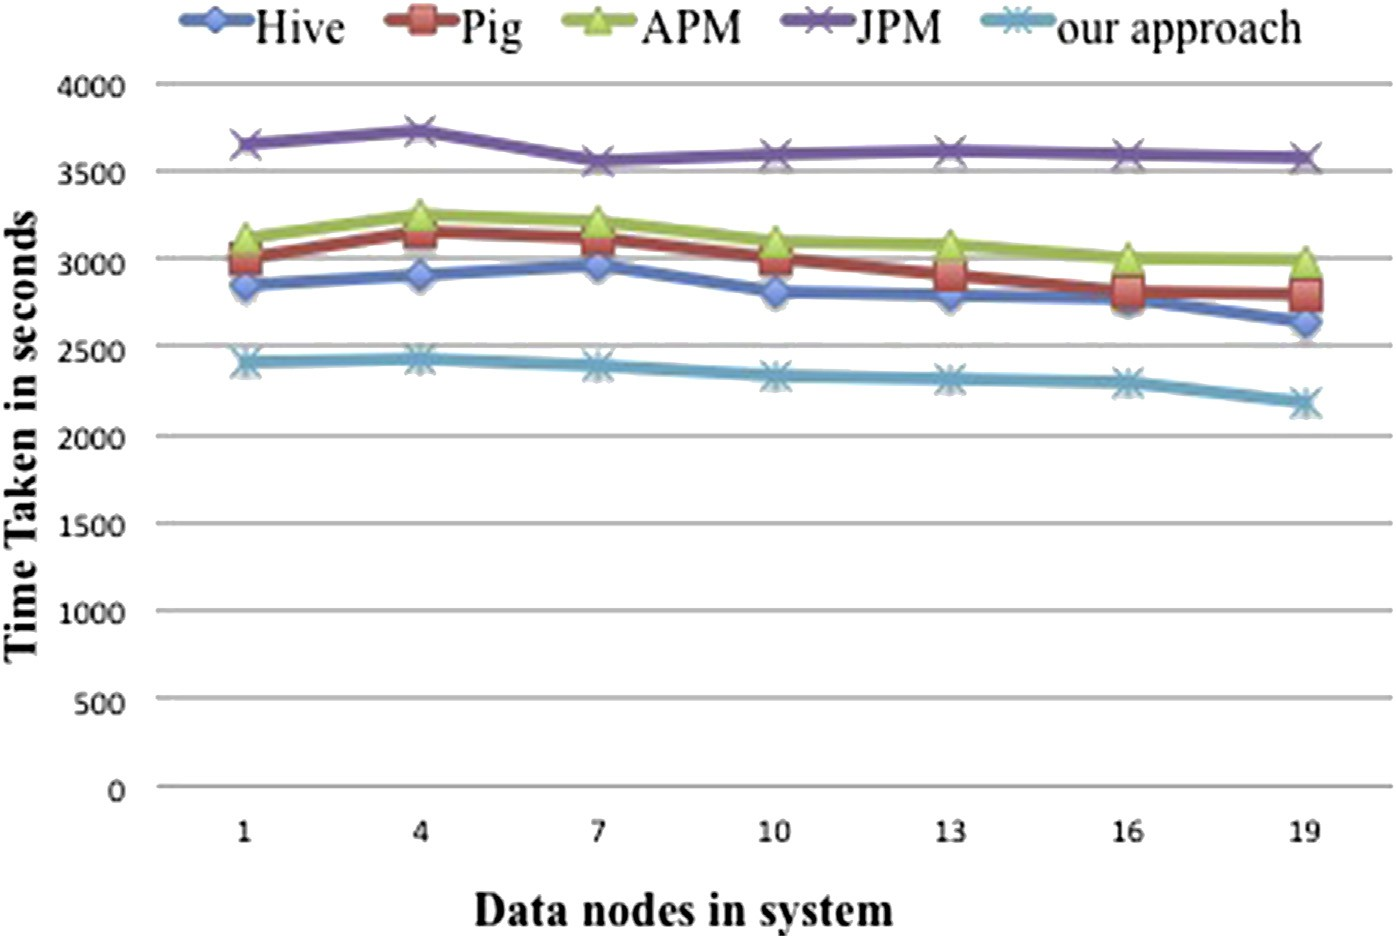 Hive Pig APM JPM our approach
4000
3500
3000
2500
2000
1500
1000
500
0
Time Taken in seconds
1 4 7 10 13 16 19
Data nodes in system